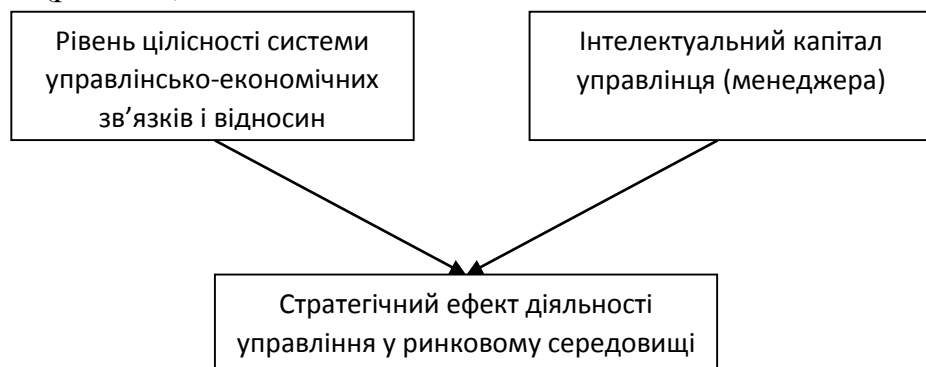 Рівень цілісності системи
управлінсько-економічних
зв’язків і відносин
Інтелектуальний капітал
управлінця (менеджера)
Стратегічний ефект діяльності
управління у ринковому середовищі